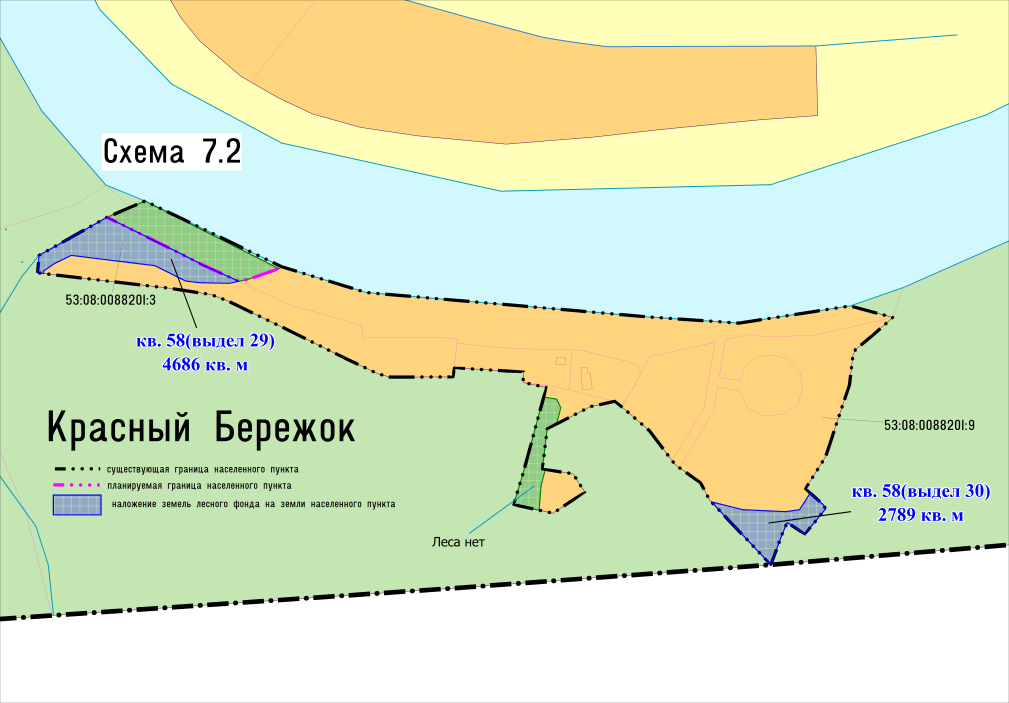 Схема 7.2
53:08:008820I:3
кв. 58(выдел 29)
4686 кв. м
Красный Бережок
существующая граница населенного пункта
планируемая граница населенного пункта
наложение земель лесного фонда на земли населенного пункта
53:08:008820I:9
кв. 58(выдел 30)
2789 кв. м
Леса нет